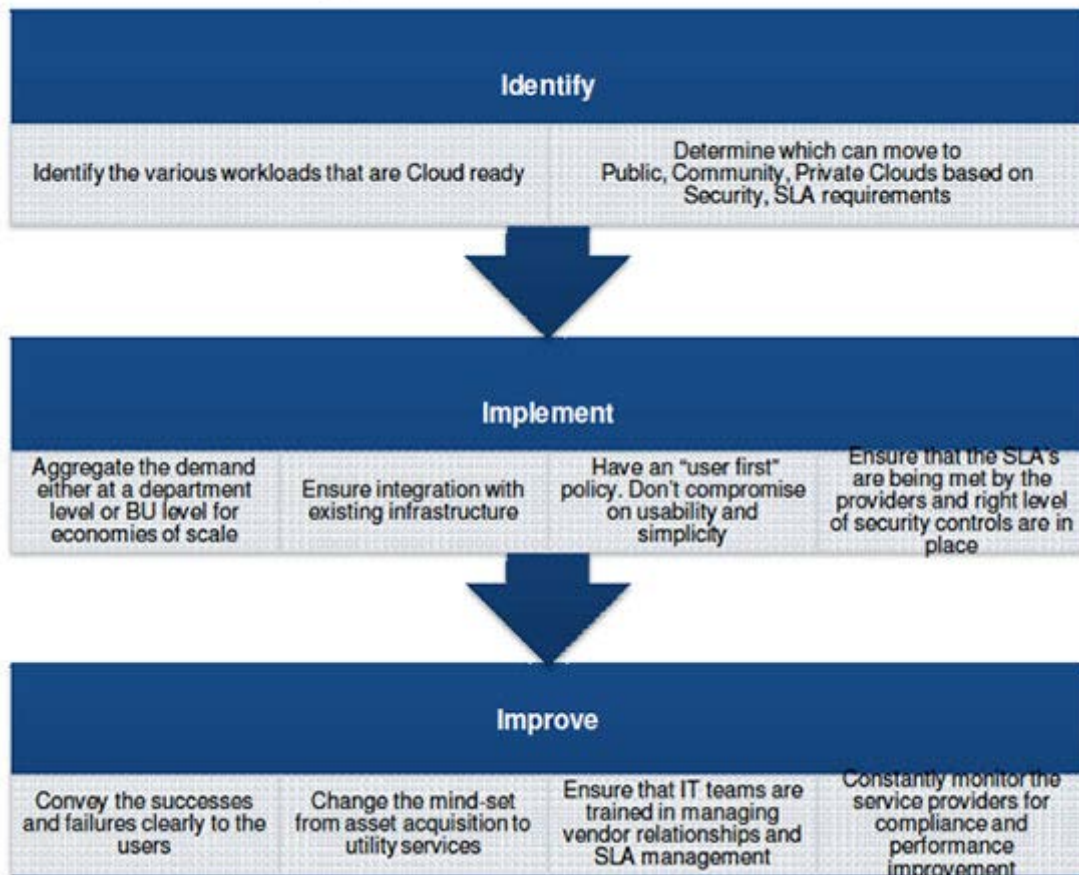 Identify
Identify the various workloads that are Cloud ready
Determine which can move to
Public, Community, Private Clouds based on
Security, SLA requirements
Implement
Aggregate the demand
either at a department
level or BU level for
economies of scale
Ensure integration with
existing infrastructure
Have an "user first"
policy. Don't compromise
on usability and
simplicity
Ensure that the SLA's
are being met by the
providers and right level
of security controls are in
place
Improve
Convey the successes
and failures clearly to the
users
Change the mind-set
from asset acquisition to
utility services
Ensure that IT teams are
trained in managing
vendor relationships and
SLA management
Constantly monitor the
service providers for
compliance and
performance
improvement